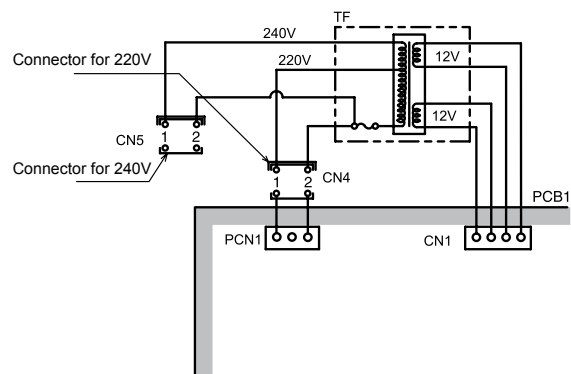 TF
240V
Connector for 220V
220V
12V
12V
CN5
1 2
Connector for 240V
1 2
CN4
PCB1
PCN1
CN1